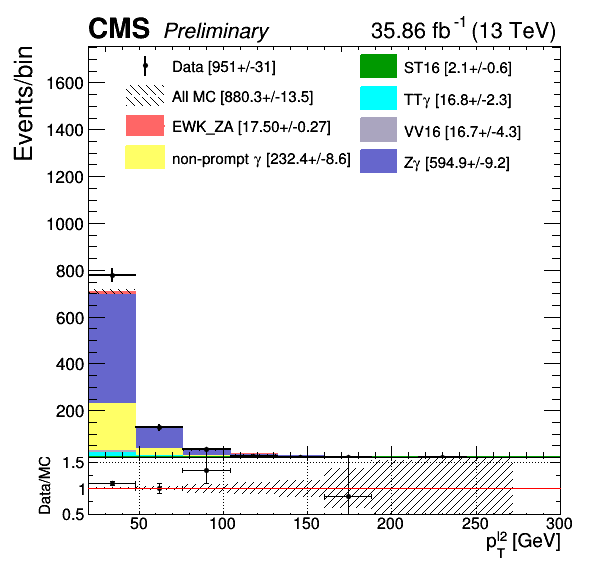 CMS Preliminary 35.86 fb⁻¹ (13 TeV)
Events/bin
Data [951+/-31]
All MC [880.3+/-13.5]
EWK_ZA [17.50+/-0.27]
non-prompt γ [232.4+/-8.6]
ST16 [2.1+/-0.6]
TTγ [16.8+/-2.3]
VV16 [16.7+/-4.3]
Zγ [594.9+/-9.2]
1600
1400
1200
1000
800
600
400
200
Data/MC
1.5
1
0.5
50 100 150 200 250 300
p_T^l2 [GeV]